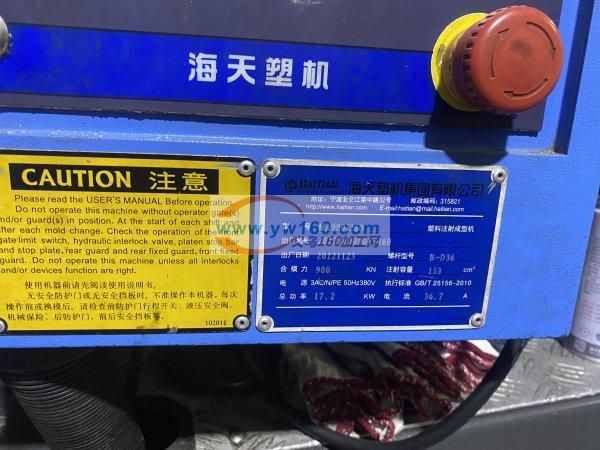 海天塑机
CAUTION 注意
Please read the USER'S MANUAL Before operation.
Do not operate this machine without operator gate(s)
and/or guard(s) in position. At the start of each shift and
after each mold change. Check the operation of the
gate limit switch, hydraulic interlock valve, platen stop bar
and stop plate, rear guard and rear fixed guard, front
guard. Do not operate this machine unless all interlocks
and/or devices function are right.
使用机器前请先阅读使用说明书。
无安全防护门或无安全挡板时，不准操作本机器。每次
操作前或换模后，请检查前防护门行程开关、液压安全阀、
机械保险、后防护门、前后安全挡板等。
102011
HAITIAN 海天塑机集团有限公司
地址：宁波北仑江南中路32号 邮政编码：315821
http://www.haitian.com E-mail:haitian@mail.haitian.com
塑料注射成型机
www.yw160.com
义乌160加盟网
出厂日期 20121123 螺杆型号 B-D36
合模力 900 KN 注射容量 153 cm³
电源 3AC/N/PE 50Hz380V 执行标准 GB/T 25156-2010
总功率 17.2 KW 电流 36.7 A